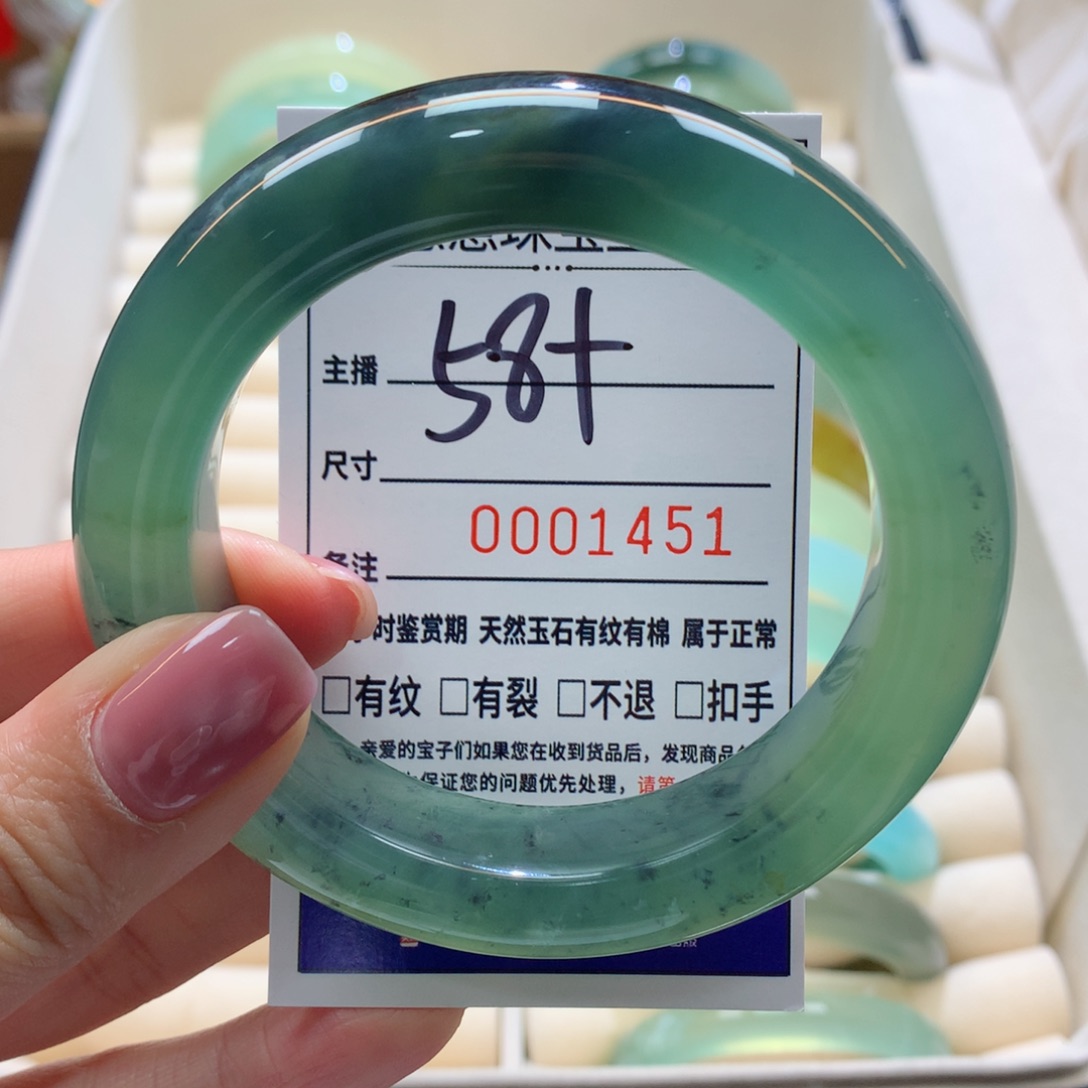 珠宝
58+
主播
尺寸
0001451
备注
时鉴赏期 天然玉石有纹有棉 属于正常
□有纹 □有裂 □不退 □扣手
亲爱的宝子们如果您在收到货品后，发现商品
保证您的问题优先处理，请等